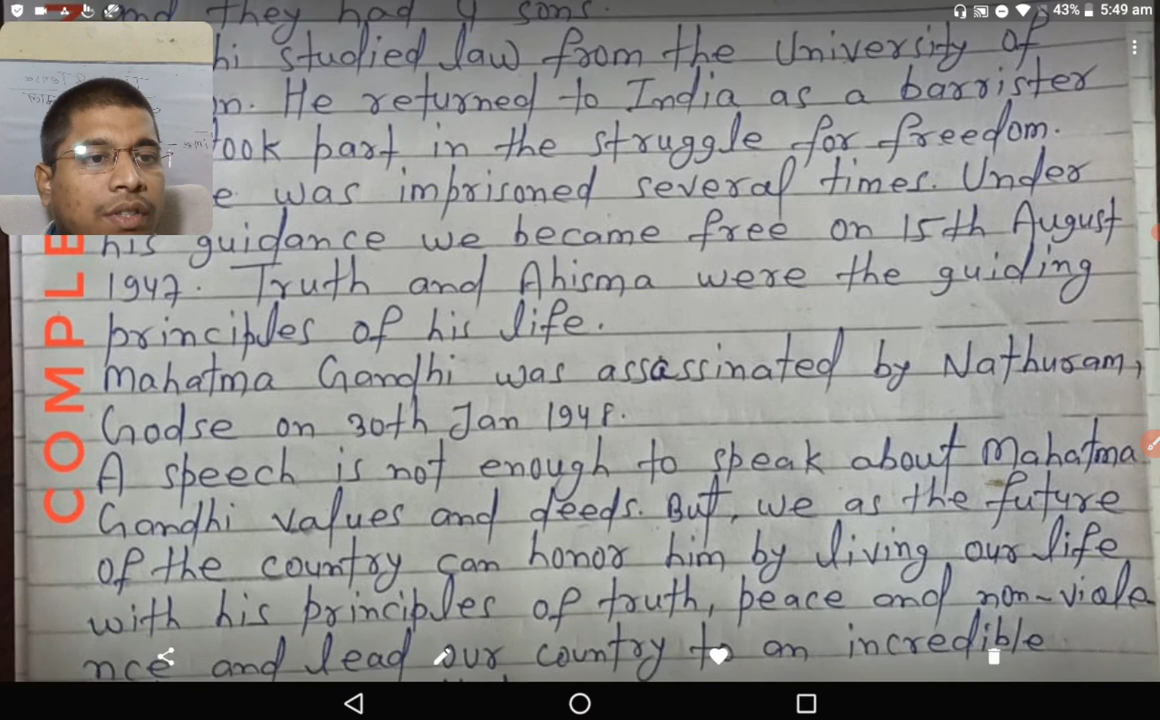 43% 5:49 am
and they had 4 sons.
hi studied law from the University of
n. He returned to India as a barrister
took part in the struggle for freedom.
e was imprisoned several times. Under
his guidance we became free on 15th August
1947. Truth and Ahisma were the guiding
principles of his life.
Mahatma Gandhi was assassinated by Nathuram,
Godse on 30th Jan 1948.
A speech is not enough to speak about Mahatma
Gandhi values and deeds. But, we as the future
of the country can honor him by living our life
with his principles of truth, peace and non-viole
nce and lead our country to an incredible
COMPLE